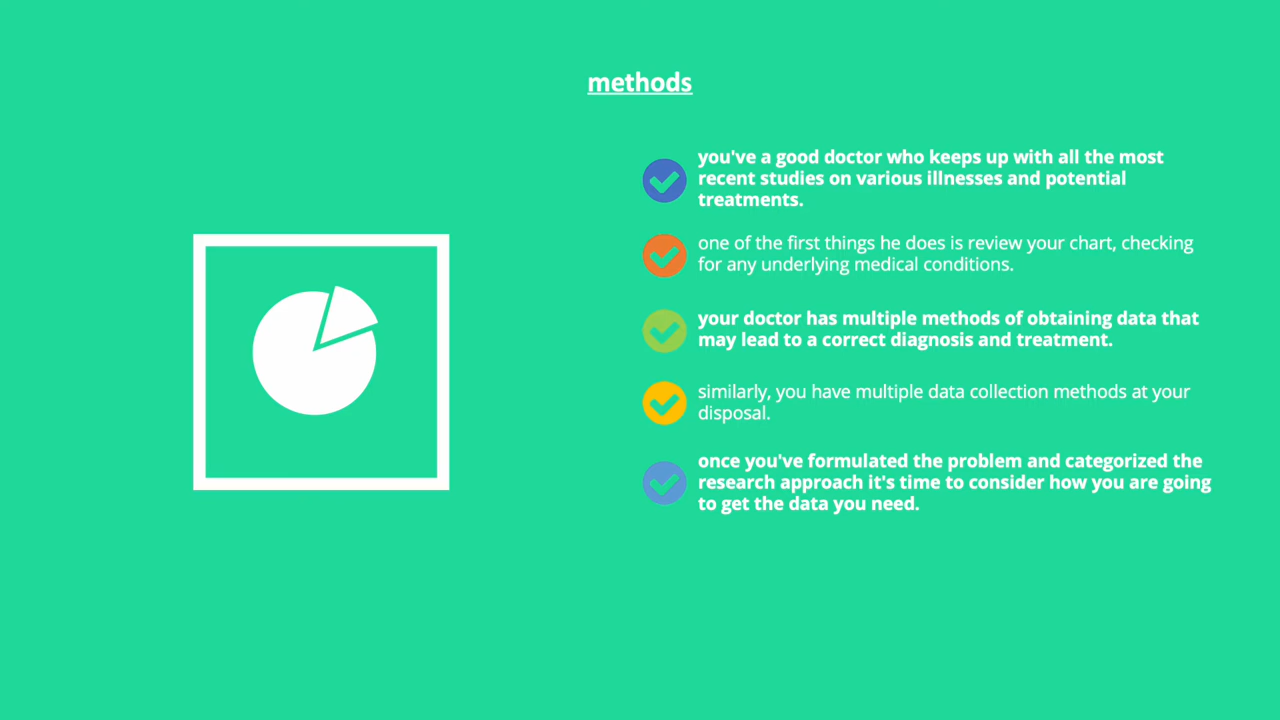 methods
you've a good doctor who keeps up with all the most
recent studies on various illnesses and potential
treatments.
one of the first things he does is review your chart, checking
for any underlying medical conditions.
your doctor has multiple methods of obtaining data that
may lead to a correct diagnosis and treatment.
similarly, you have multiple data collection methods at your
disposal.
once you've formulated the problem and categorized the
research approach it's time to consider how you are going
to get the data you need.